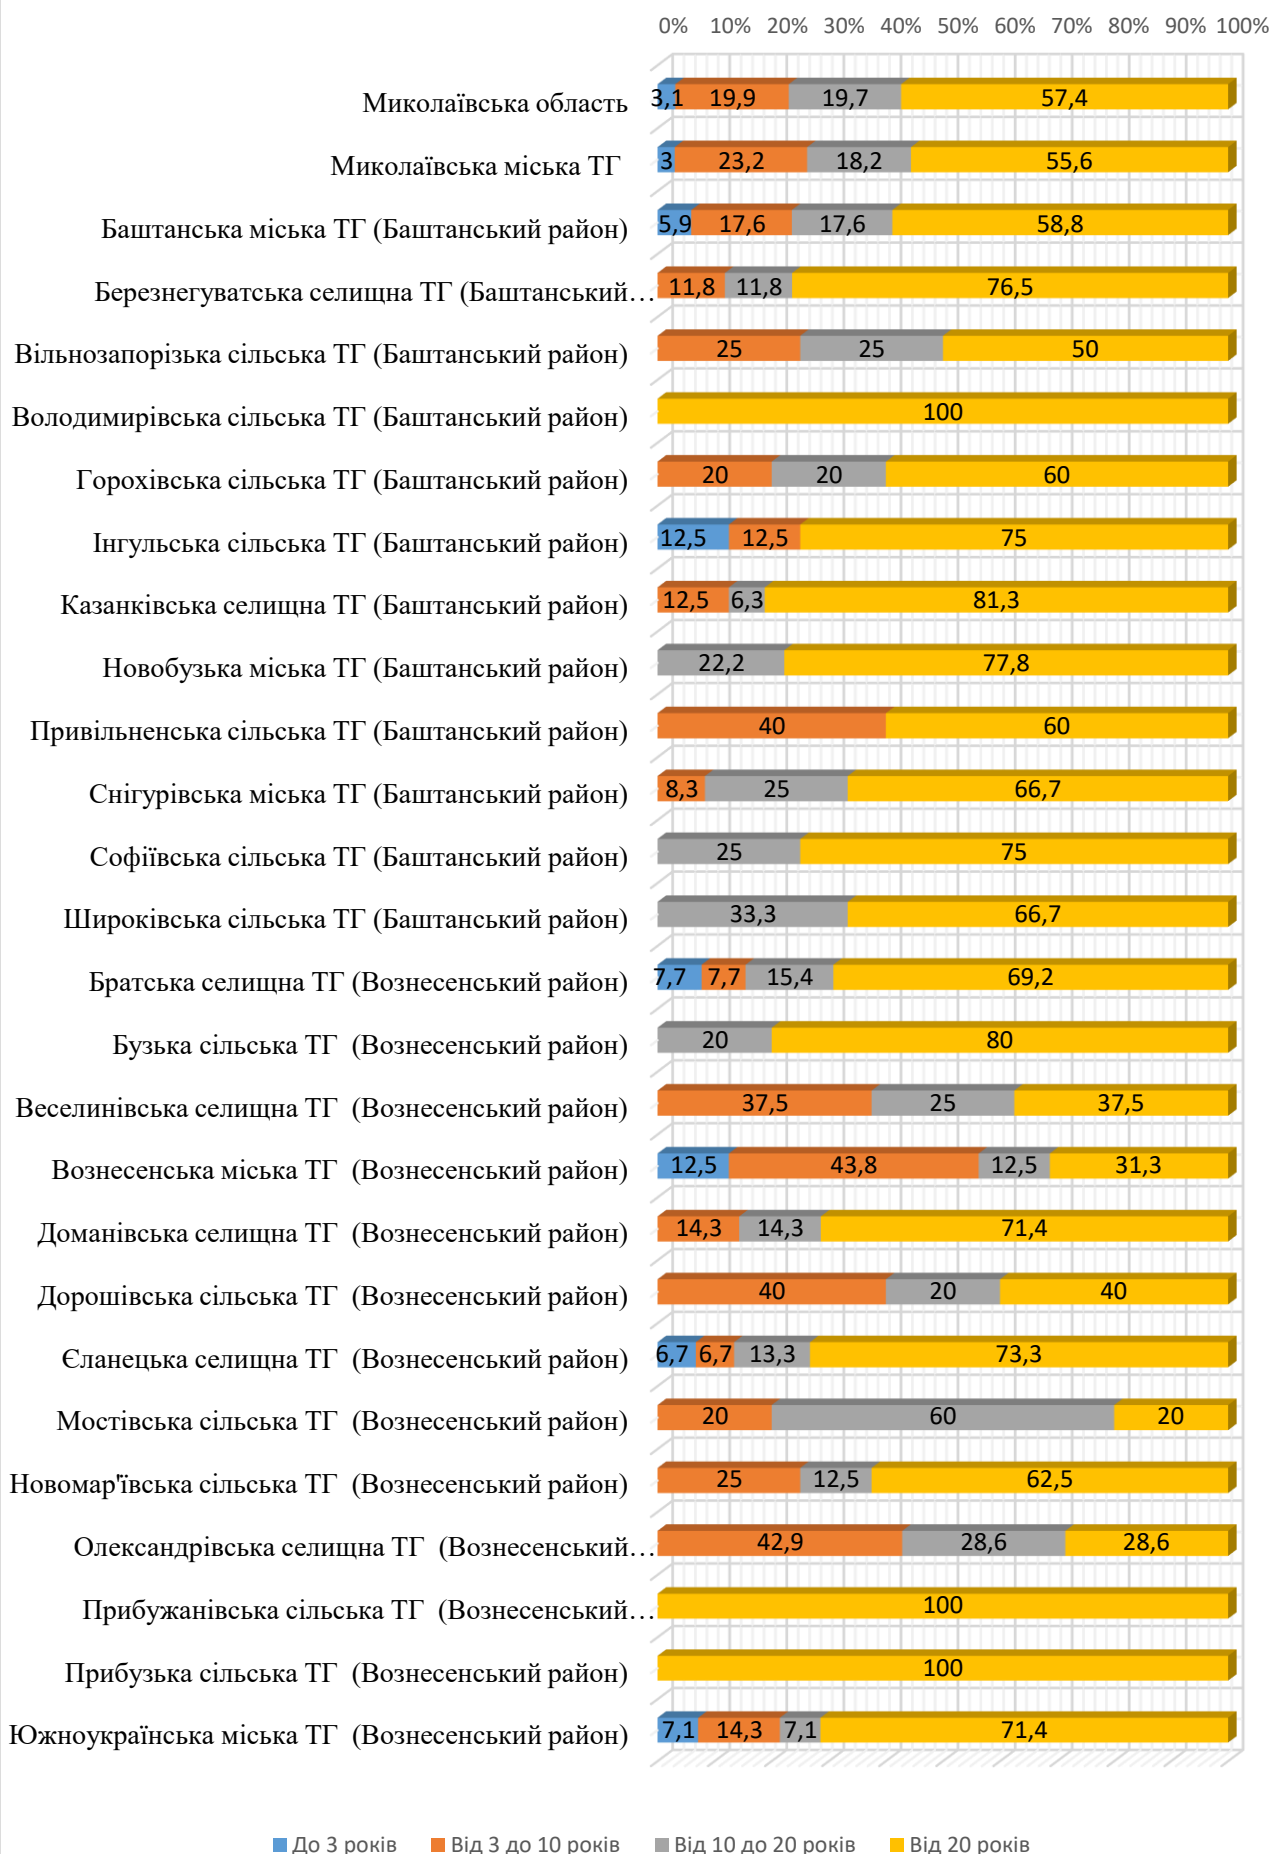 0% 10% 20% 30% 40% 50% 60% 70% 80% 90% 100%
Миколаївська область 3,1 19,9 19,7 57,4
Миколаївська міська ТГ 3 23,2 18,2 55,6
Баштанська міська ТГ (Баштанський район) 5,9 17,6 17,6 58,8
Березнегуватська селищна ТГ (Баштанський… 11,8 11,8 76,5
Вільнозапорізька сільська ТГ (Баштанський район) 25 25 50
Володимирівська сільська ТГ (Баштанський район) 100
Горохівська сільська ТГ (Баштанський район) 20 20 60
Інгульська сільська ТГ (Баштанський район) 12,5 12,5 75
Казанківська селищна ТГ (Баштанський район) 12,5 6,3 81,3
Новобузька міська ТГ (Баштанський район) 22,2 77,8
Привільненська сільська ТГ (Баштанський район) 40 60
Снігурівська міська ТГ (Баштанський район) 8,3 25 66,7
Софіївська сільська ТГ (Баштанський район) 25 75
Широківська сільська ТГ (Баштанський район) 33,3 66,7
Братська селищна ТГ (Вознесенський район) 7,7 7,7 15,4 69,2
Бузька сільська ТГ (Вознесенський район) 20 80
Веселинівська селищна ТГ (Вознесенський район) 37,5 25 37,5
Вознесенська міська ТГ (Вознесенський район) 12,5 43,8 12,5 31,3
Доманівська селищна ТГ (Вознесенський район) 14,3 14,3 71,4
Дорошівська сільська ТГ (Вознесенський район) 40 20 40
Єланецька селищна ТГ (Вознесенський район) 6,7 6,7 13,3 73,3
Мостівська сільська ТГ (Вознесенський район) 20 60 20
Новомар'ївська сільська ТГ (Вознесенський район) 25 12,5 62,5
Олександрівська селищна ТГ (Вознесенський… 42,9 28,6 28,6
Прибужанівська сільська ТГ (Вознесенський… 100
Прибузька сільська ТГ (Вознесенський район) 100
Южноукраїнська міська ТГ (Вознесенський район) 7,1 14,3 7,1 71,4
До 3 років Від 3 до 10 років Від 10 до 20 років Від 20 років